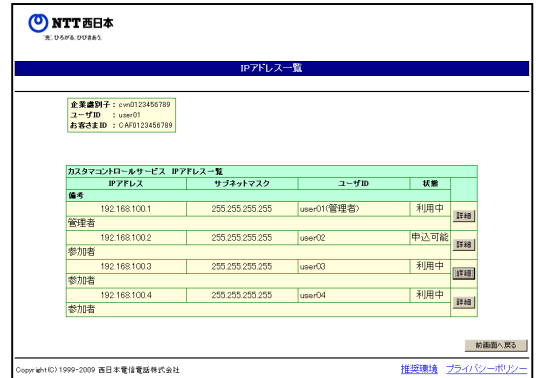 NTT西日本
光、ひろがる。ひびきあう。
IPアドレス一覧
企業識別子：cvn0123456789
ユーザID ：user01
お客さまID ：CAF0123456789
カスタマコントロールサービス IPアドレス一覧
IPアドレス サブネットマスク ユーザID 状態
備考
192.168.100.1 255.255.255.255 user01(管理者) 利用中 詳細
管理者
192.168.100.2 255.255.255.255 user02 申込可能 詳細
参加者
192.168.100.3 255.255.255.255 user03 利用中 詳細
参加者
192.168.100.4 255.255.255.255 user04 利用中 詳細
参加者
前画面へ戻る
Copyright(C) 1999-2009 西日本電信電話株式会社 推奨環境 プライバシーポリシー